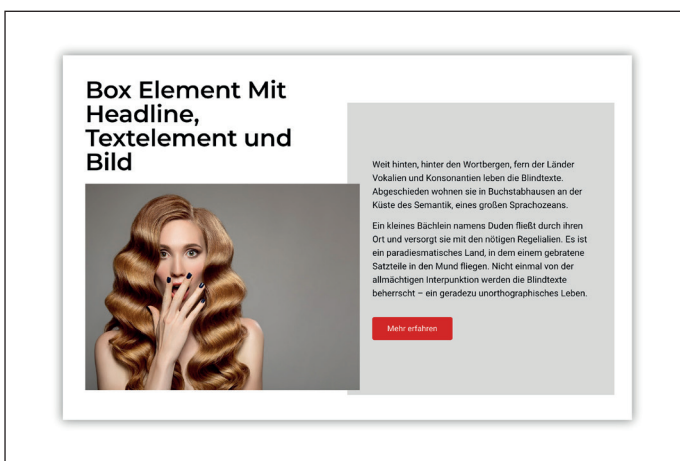 Box Element Mit
Headline,
Textelement und
Bild
Weit hinten, hinter den Wortbergen, fern der Länder
Vokalien und Konsonantien leben die Blindtexte.
Abgeschieden wohnen sie in Buchstabhausen an der
Küste des Semantik, eines großen Sprachozeans.
Ein kleines Bächlein namens Duden fließt durch ihren
Ort und versorgt sie mit den nötigen Regelialien. Es ist
ein paradiesmatisches Land, in dem einem gebratene
Satzteile in den Mund fliegen. Nicht einmal von der
allmächtigen Interpunktion werden die Blindtexte
beherrscht – ein geradezu unorthographisches Leben.
Mehr erfahren